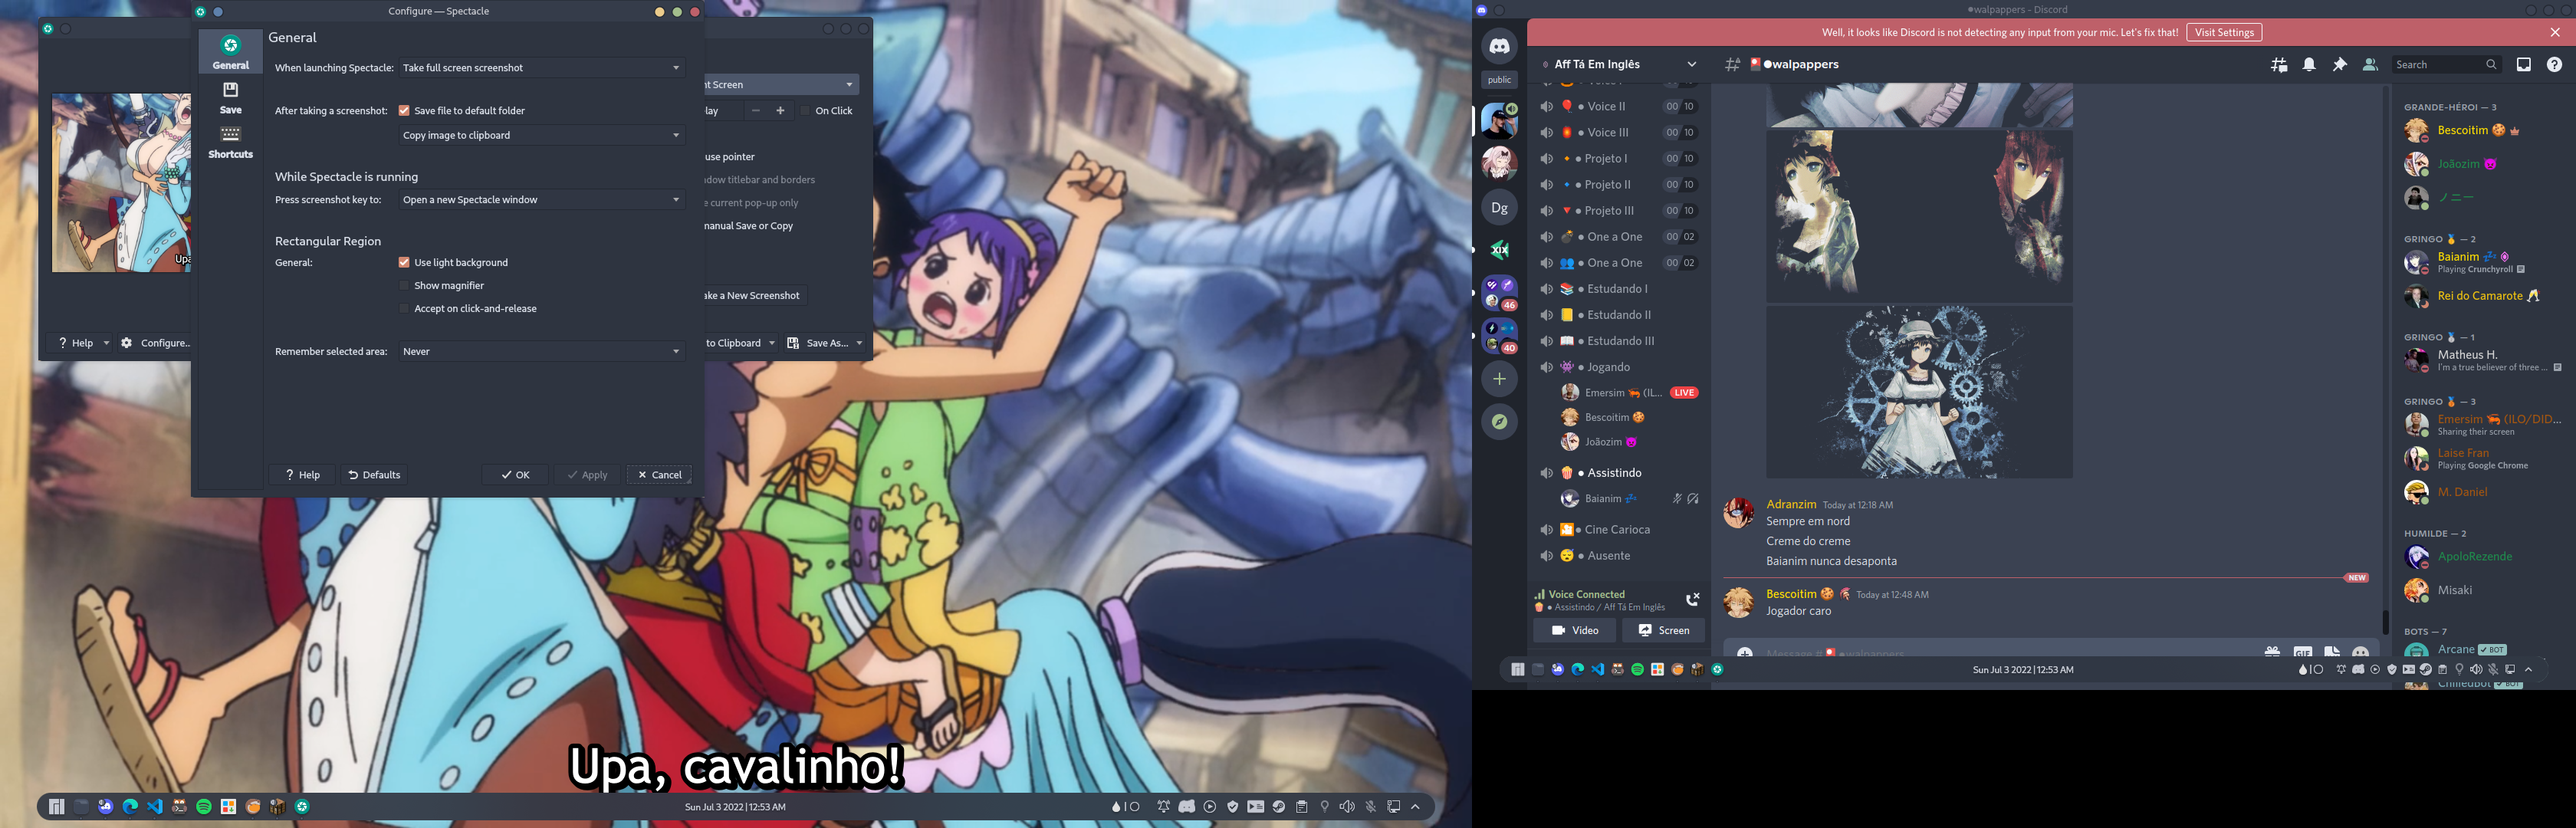 Configure — Spectacle
General
Save
Shortcuts
General
When launching Spectacle: Take full screen screenshot
After taking a screenshot: Save file to default folder
Copy image to clipboard
While Spectacle is running
Press screenshot key to: Open a new Spectacle window
Rectangular Region
General: Use light background
Show magnifier
Accept on click-and-release
Remember selected area: Never
Help Defaults OK Apply Cancel
nt Screen
lay On Click
use pointer
ndow titlebar and borders
e current pop-up only
manual Save or Copy
ake a New Screenshot
Upa
Help Configure... to Clipboard Save As...
Upa, cavalinho!
Sun Jul 3 2022 | 12:53 AM
●walpappers - Discord
Well, it looks like Discord is not detecting any input from your mic. Let's fix that! Visit Settings
public
Dg
XIX
46
40
Aff Tá Em Inglês
● Voice II 00 10
● Voice III 00 10
● Projeto I 00 10
● Projeto II 00 10
● Projeto III 00 10
● One a One 00 02
● One a One 00 02
● Estudando I
● Estudando II
● Estudando III
● Jogando
Emersim (IL... LIVE
Bescoitim
Joãozim
● Assistindo
Baianim 💤
● Cine Carioca
● Ausente
Voice Connected
● Assistindo / Aff Tá Em Inglês
Video Screen
●walpappers
Search
Adranzim Today at 12:18 AM
Sempre em nord
Creme do creme
Baianim nunca desaponta
NEW
Bescoitim Today at 12:48 AM
Jogador caro
Message # ●walpappers
GIF
GRANDE-HÉROI — 3
Bescoitim
Joãozim
ノニー
GRINGO 🥇 — 2
Baianim 💤
Playing Crunchyroll
Rei do Camarote
GRINGO 🥈 — 1
Matheus H.
I'm a true believer of three ...
GRINGO 🥉 — 3
Emersim (ILO/DID...
Sharing their screen
Laise Fran
Playing Google Chrome
M. Daniel
HUMILDE — 2
ApoloRezende
Misaki
BOTS — 7
Arcane ✓ BOT
Sun Jul 3 2022 | 12:53 AM
ChilledBot ✓ BOT